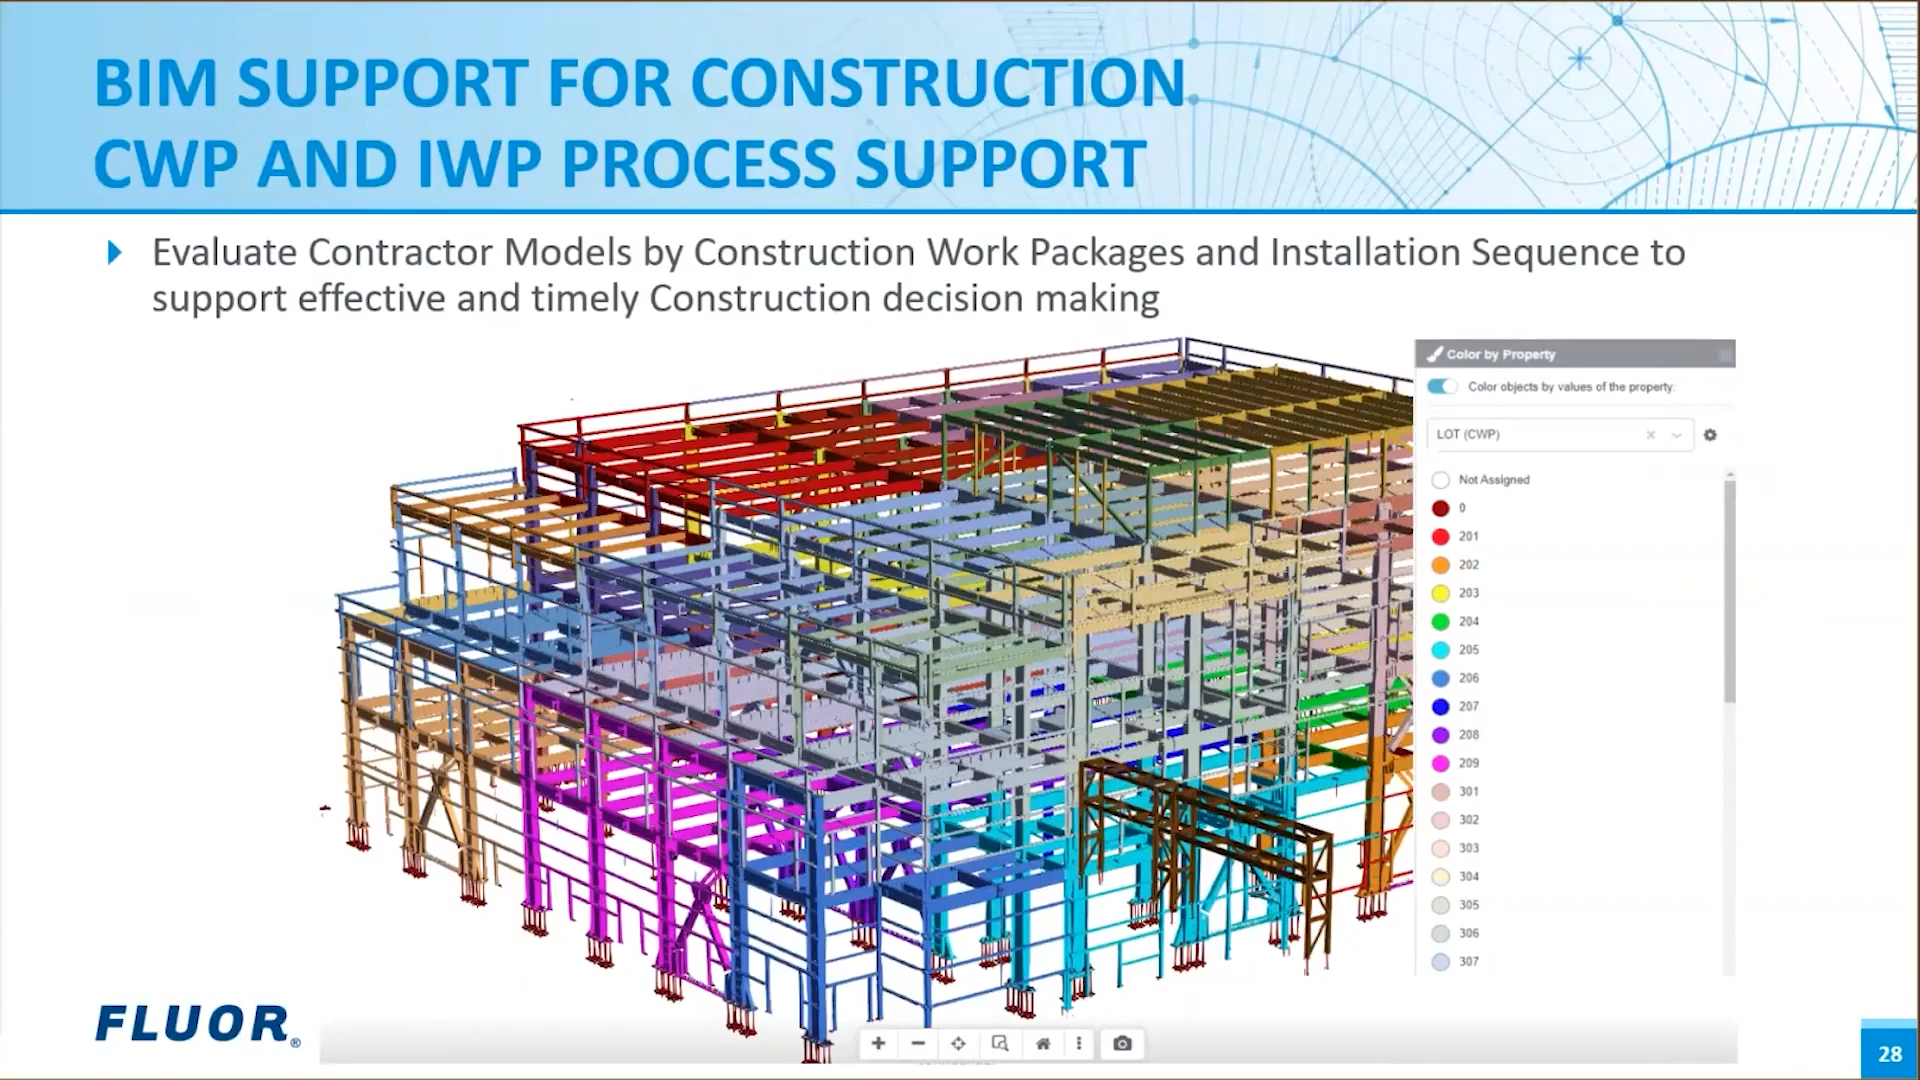 BIM SUPPORT FOR CONSTRUCTION
CWP AND IWP PROCESS SUPPORT
Evaluate Contractor Models by Construction Work Packages and Installation Sequence to
support effective and timely Construction decision making
Color by Property
Color objects by values of the property:
LOT (CWP)
Not Assigned
0
201
202
203
204
205
206
207
208
209
301
302
303
304
305
306
307
FLUOR®
28